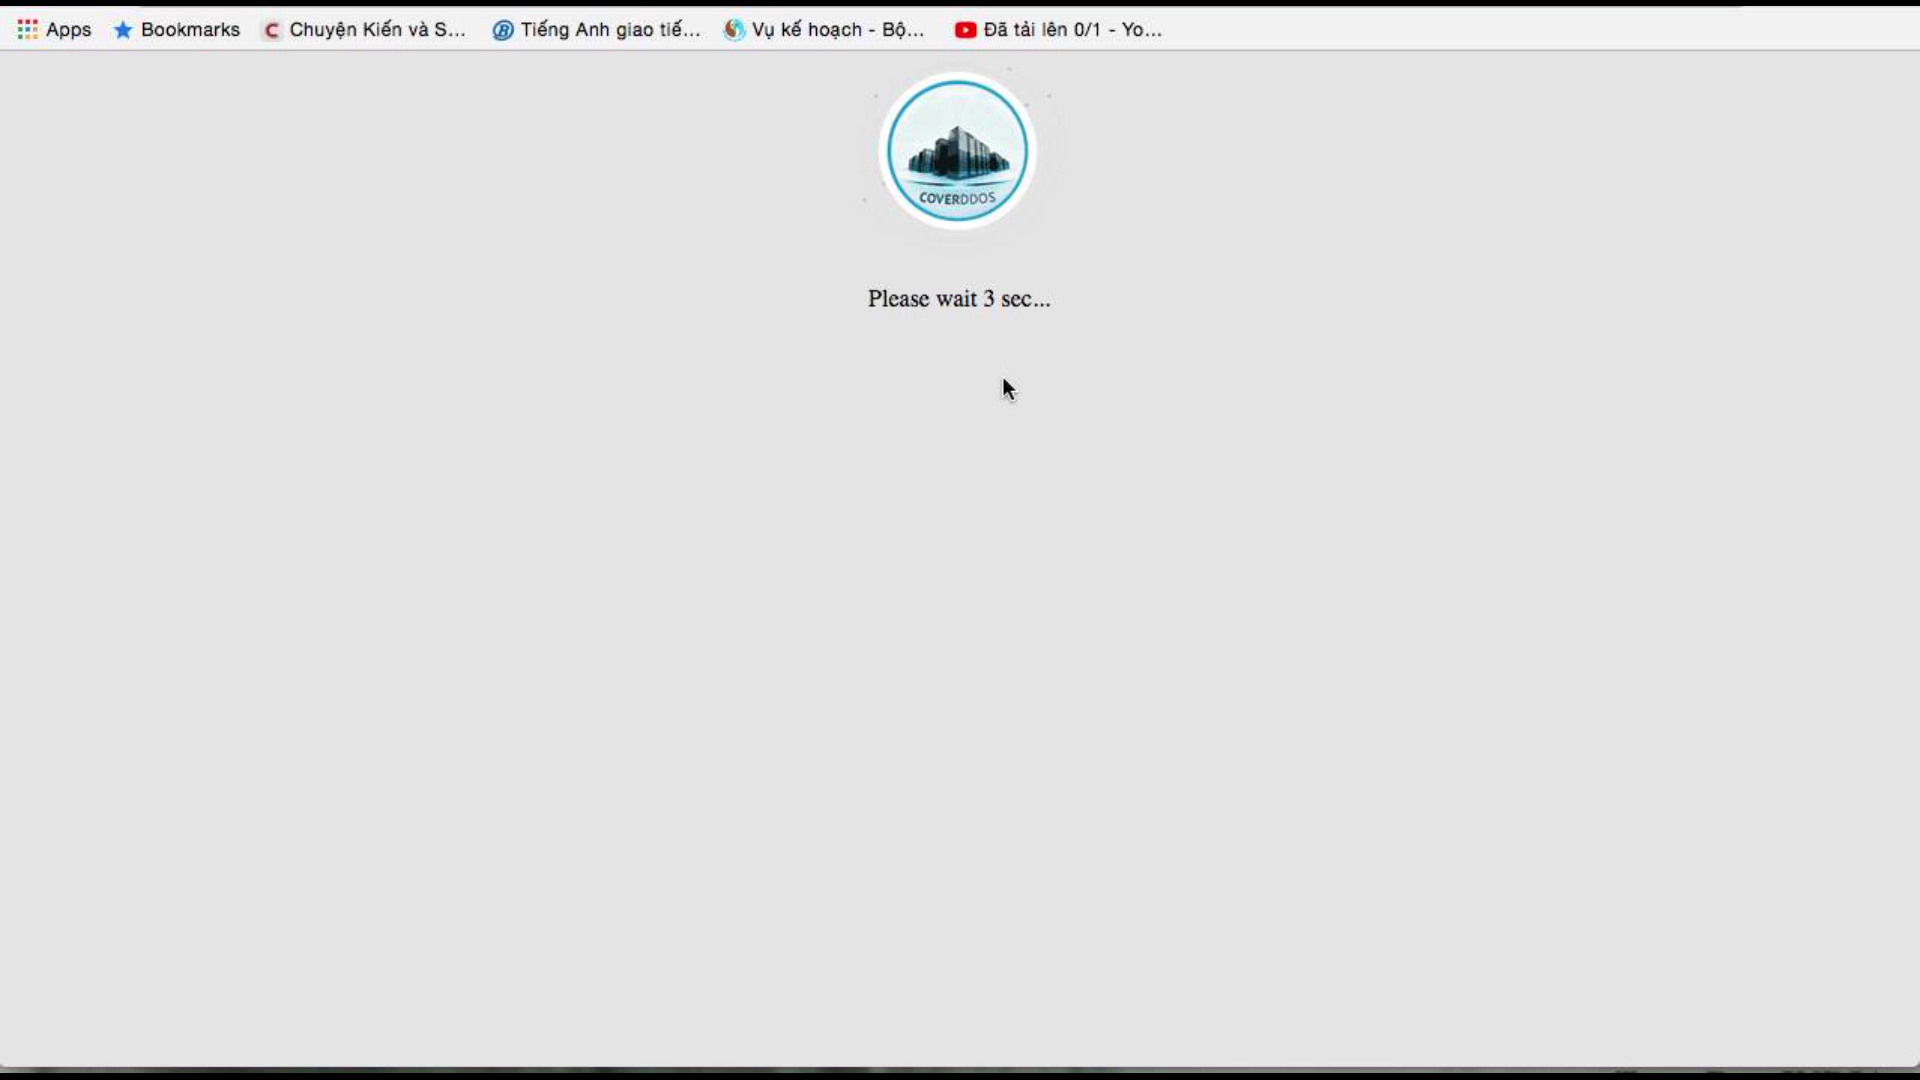 Apps Bookmarks Chuyện Kiến và S... Tiếng Anh giao tiế... Vụ kế hoạch - Bộ... Đã tải lên 0/1 - Yo...
COVERDDOS
Please wait 3 sec...